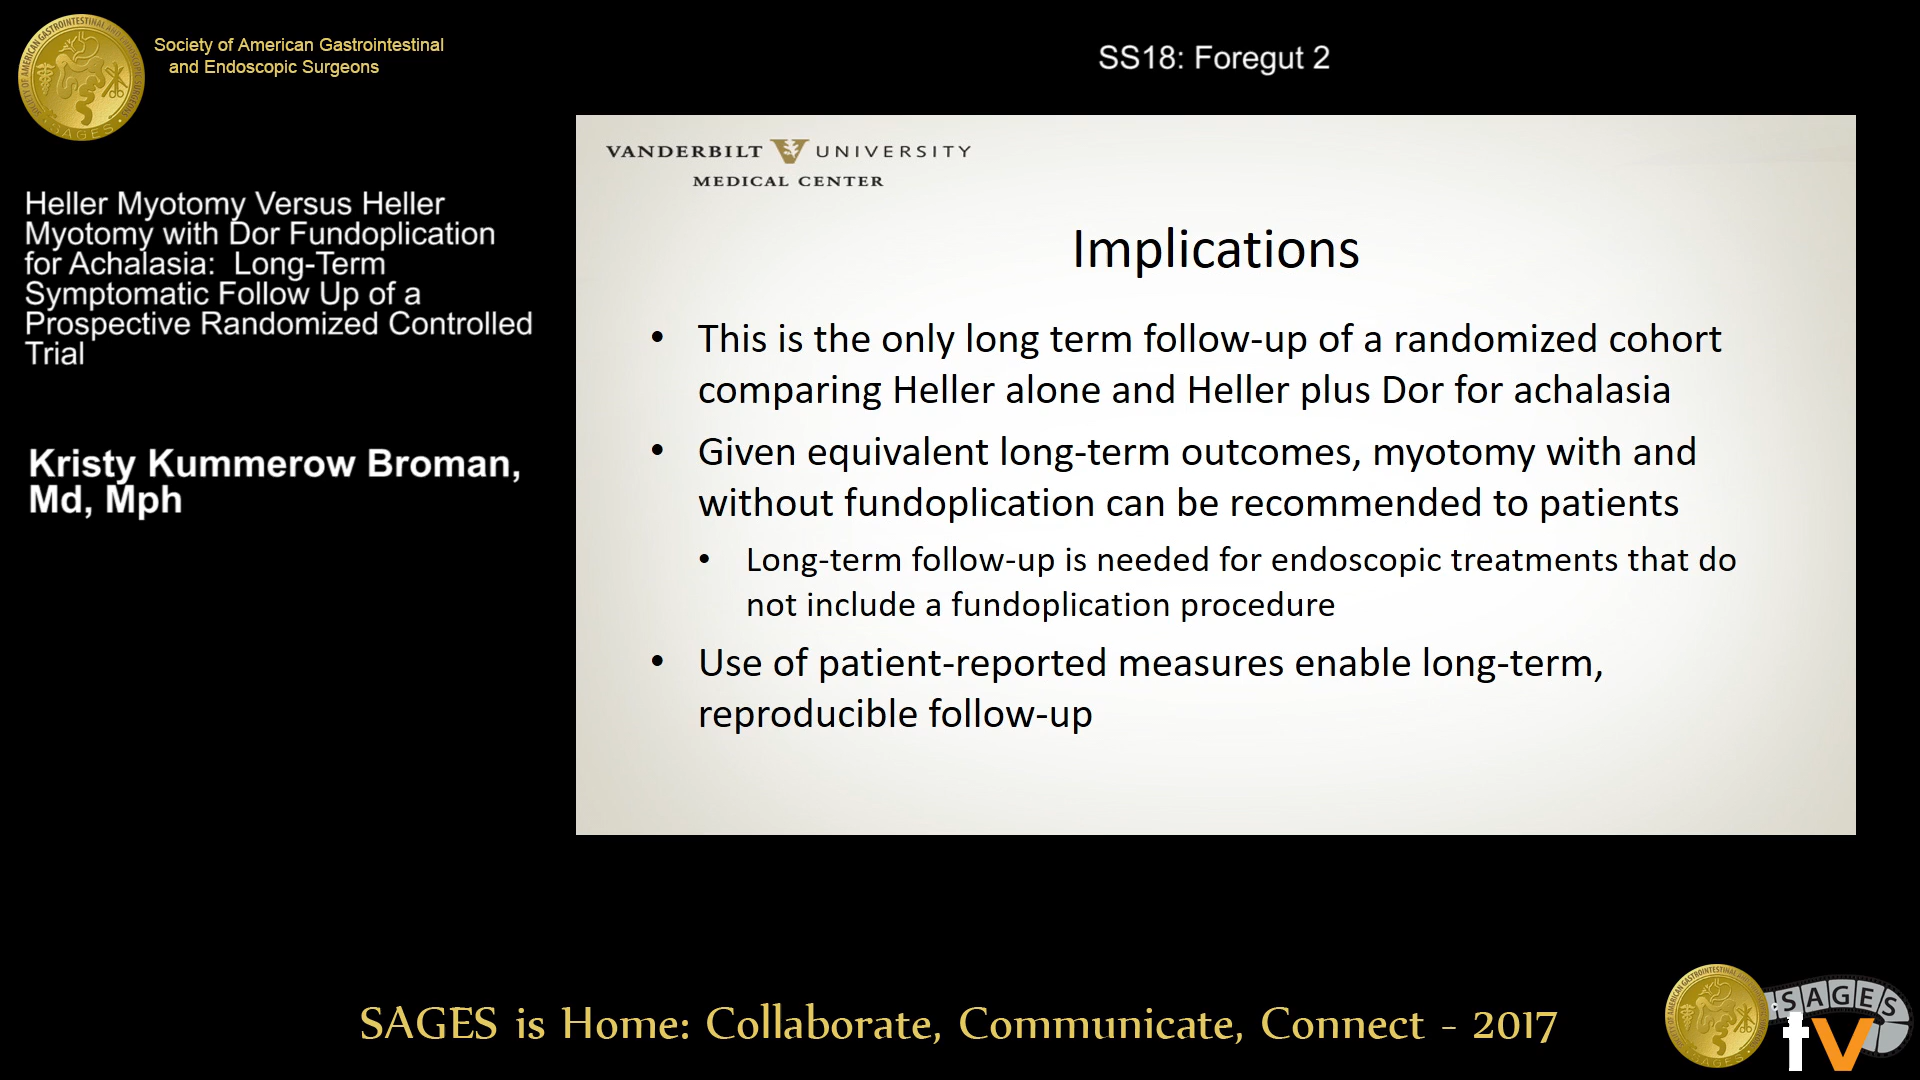 Society of American Gastrointestinal
and Endoscopic Surgeons
SS18: Foregut 2
Heller Myotomy Versus Heller
Myotomy with Dor Fundoplication
for Achalasia:  Long-Term
Symptomatic Follow Up of a
Prospective Randomized Controlled
Trial
Kristy Kummerow Broman,
Md, Mph
VANDERBILT V UNIVERSITY
MEDICAL CENTER
Implications
• This is the only long term follow-up of a randomized cohort
comparing Heller alone and Heller plus Dor for achalasia
• Given equivalent long-term outcomes, myotomy with and
without fundoplication can be recommended to patients
• Long-term follow-up is needed for endoscopic treatments that do
not include a fundoplication procedure
• Use of patient-reported measures enable long-term,
reproducible follow-up
SAGES is Home: Collaborate, Communicate, Connect - 2017
SAGES
tv